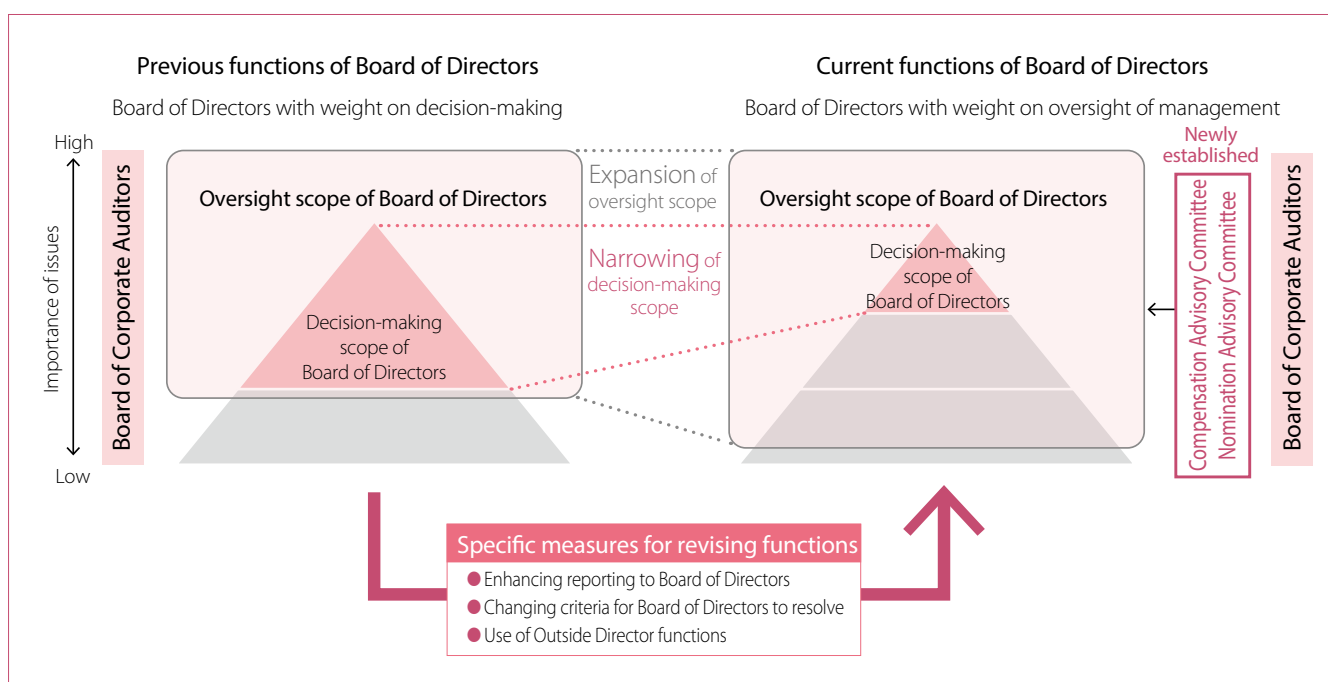 Previous functions of Board of Directors
Board of Directors with weight on decision-making
High
Importance of issues
Low
Board of Corporate Auditors
Oversight scope of Board of Directors
Decision-making
scope of
Board of Directors
Expansion of
oversight scope
Narrowing of
decision-making
scope
Current functions of Board of Directors
Board of Directors with weight on oversight of management
Oversight scope of Board of Directors
Decision-making
scope of
Board of Directors
Newly
established
Compensation Advisory Committee
Nomination Advisory Committee
Board of Corporate Auditors
Specific measures for revising functions
● Enhancing reporting to Board of Directors
● Changing criteria for Board of Directors to resolve
● Use of Outside Director functions